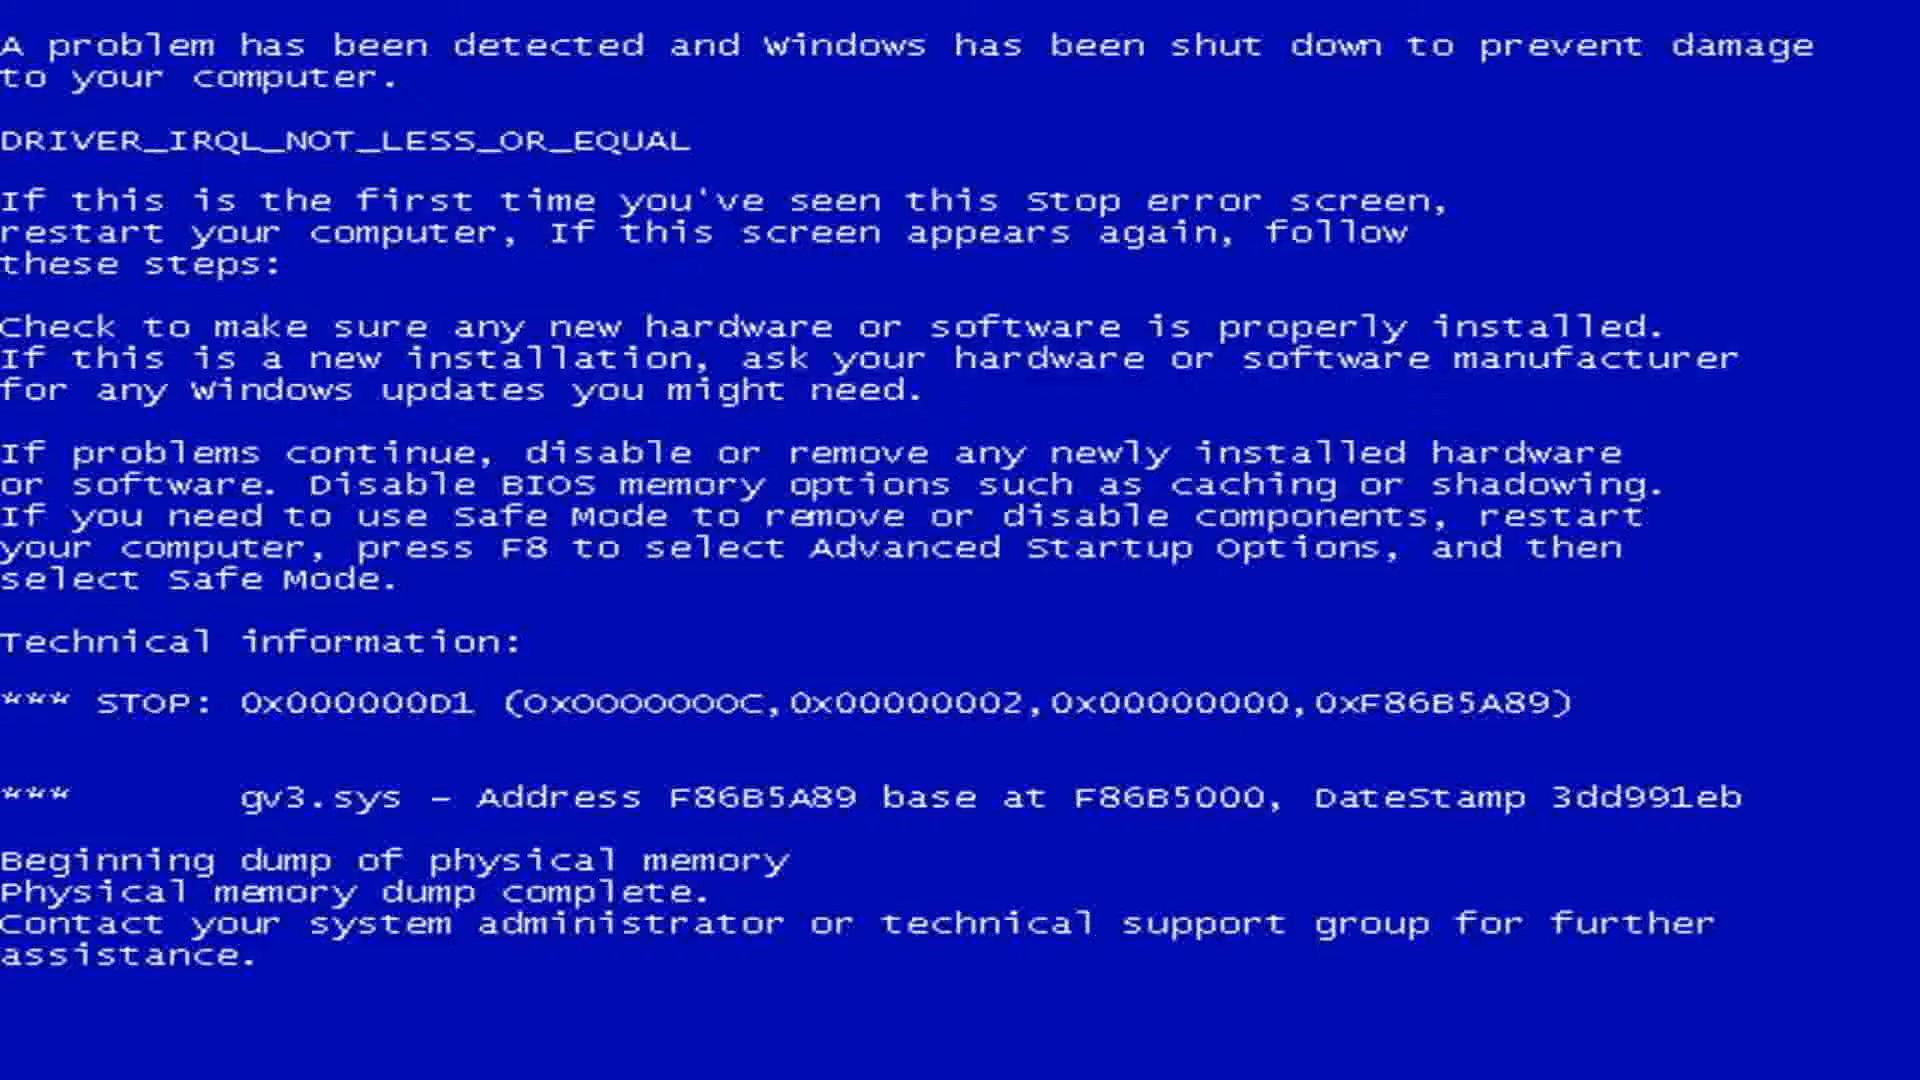 A problem has been detected and Windows has been shut down to prevent damage
to your computer.
DRIVER_IRQL_NOT_LESS_OR_EQUAL
If this is the first time you've seen this Stop error screen,
restart your computer, If this screen appears again, follow
these steps:
Check to make sure any new hardware or software is properly installed.
If this is a new installation, ask your hardware or software manufacturer
for any Windows updates you might need.
If problems continue, disable or remove any newly installed hardware
or software. Disable BIOS memory options such as caching or shadowing.
If you need to use Safe Mode to remove or disable components, restart
your computer, press F8 to select Advanced Startup Options, and then
select Safe Mode.
Technical information:
*** STOP: 0x000000D1 (0x0000000C,0x00000002,0x00000000,0xF86B5A89)
*** gv3.sys – Address F86B5A89 base at F86B5000, DateStamp 3dd991eb
Beginning dump of physical memory
Physical memory dump complete.
Contact your system administrator or technical support group for further
assistance.